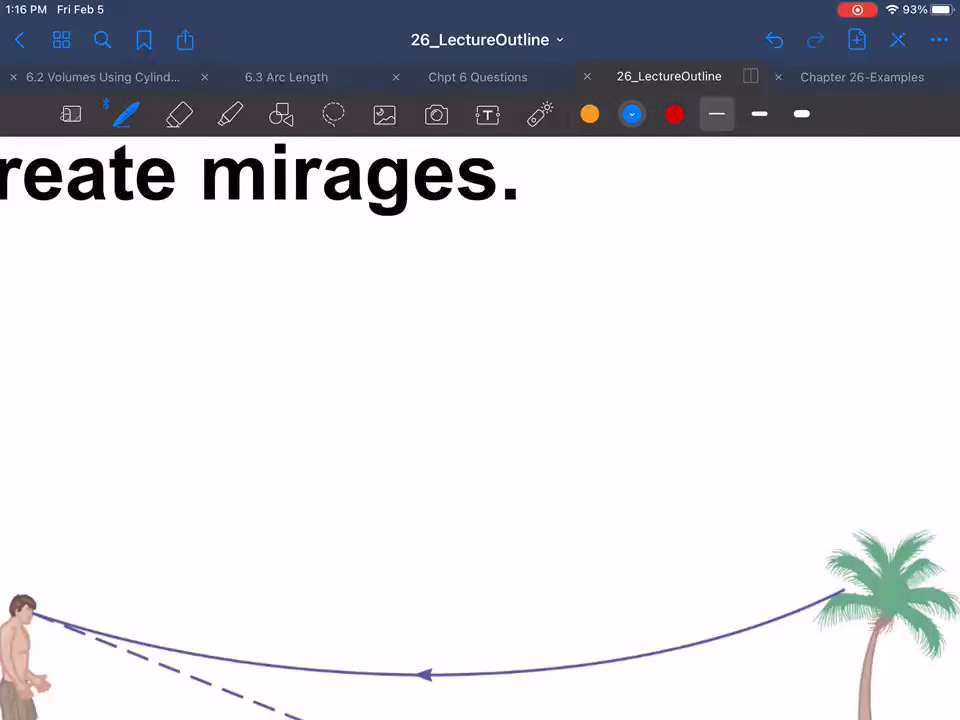 1:16 PM Fri Feb 5 93%
26_LectureOutline
6.2 Volumes Using Cylind... 6.3 Arc Length Chpt 6 Questions 26_LectureOutline Chapter 26-Examples
T
reate mirages.